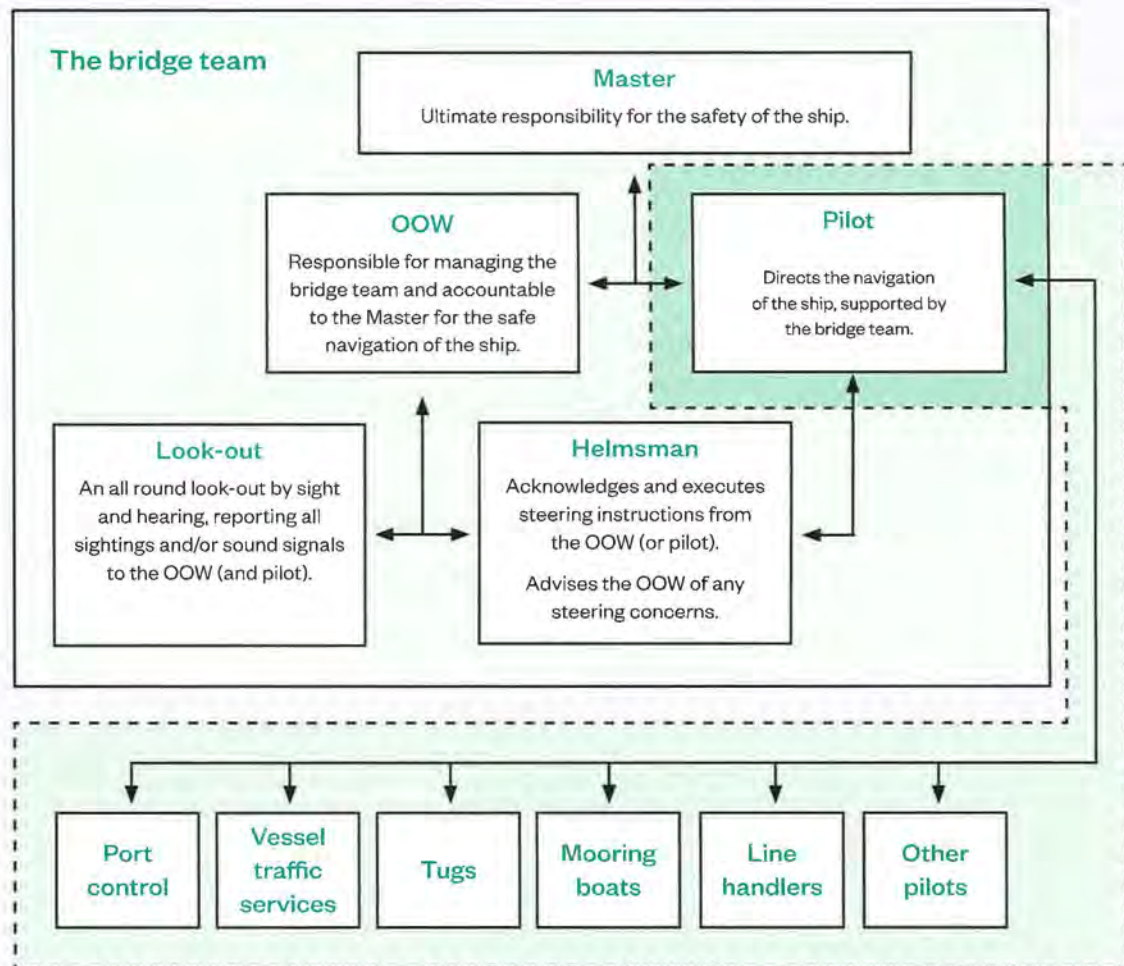 The bridge team
Master
Ultimate responsibility for the safety of the ship.
OOW
Responsible for managing the
bridge team and accountable
to the Master for the safe
navigation of the ship.
Pilot
Directs the navigation
of the ship, supported by
the bridge team.
Look-out
An all round look-out by sight
and hearing, reporting all
sightings and/or sound signals
to the OOW (and pilot).
Helmsman
Acknowledges and executes
steering instructions from
the OOW (or pilot).
Advises the OOW of any
steering concerns.
Port
control
Vessel
traffic
services
Tugs
Mooring
boats
Line
handlers
Other
pilots